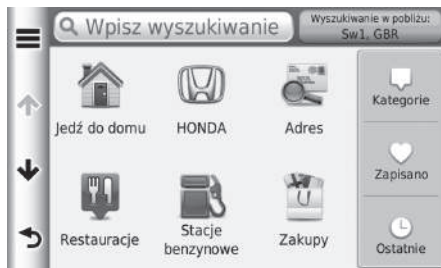 Wpisz wyszukiwanie
Wyszukiwanie w pobliżu:
Sw1, GBR
Jedź do domu
HONDA
Adres
Kategorie
Zapisano
Restauracje
Stacje
benzynowe
Zakupy
Ostatnie